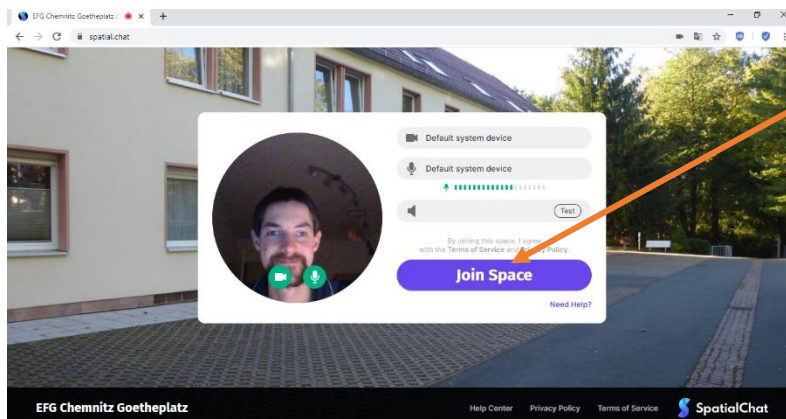 EFG Chemnitz Goetheplatz /
spatial.chat
Default system device
Default system device
Test
By joining this space, I agree
with the Terms of Service and Privacy Policy.
Join Space
Need Help?
EFG Chemnitz Goetheplatz
Help Center Privacy Policy Terms of Service SpatialChat